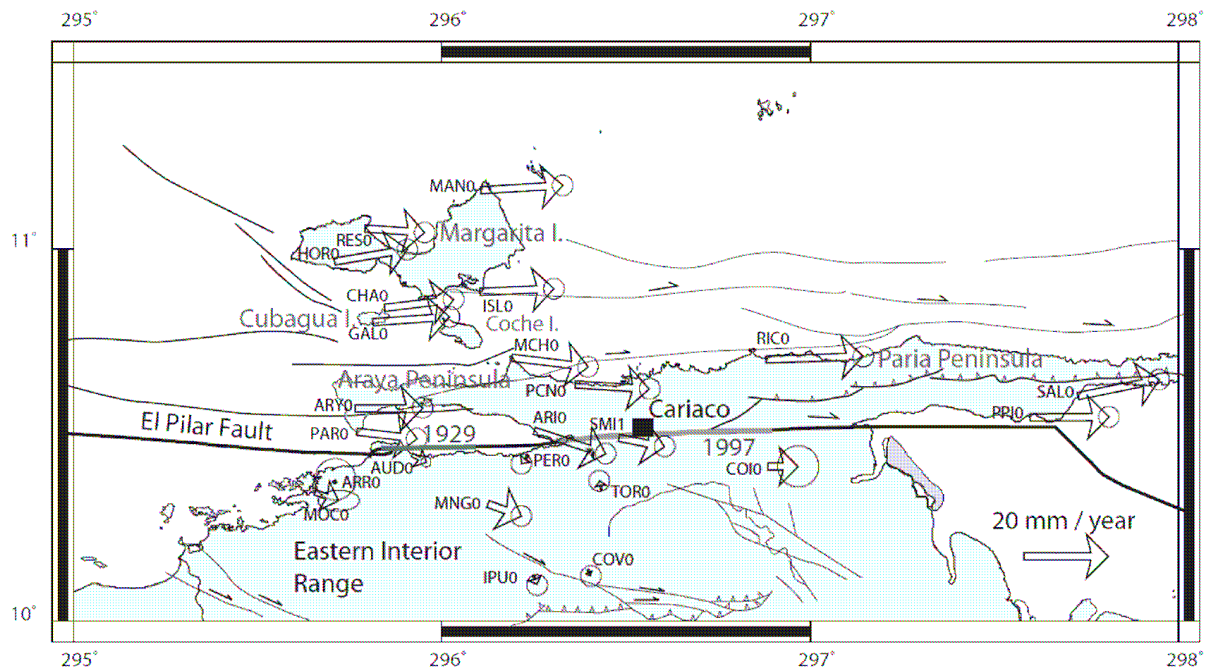 295°
296°
297°
298°
MAN0
RES0
Margarita I.
11°
HOR0
CHA0
ISL0
Cubagua I.
GAL0
Coche I.
MCH0
RIC0
Paria Peninsula
Araya Peninsula
PCN0
SAL0
ARY0
Cariaco
El Pilar Fault
ARI0
SMI1
PPI0
PAR0
1929
1997
AUD0
PER0
COI0
ARR0
TOR0
MOC0
MNG0
20 mm / year
Eastern Interior
Range
COV0
IPU0
10°
295°
296°
297°
298°